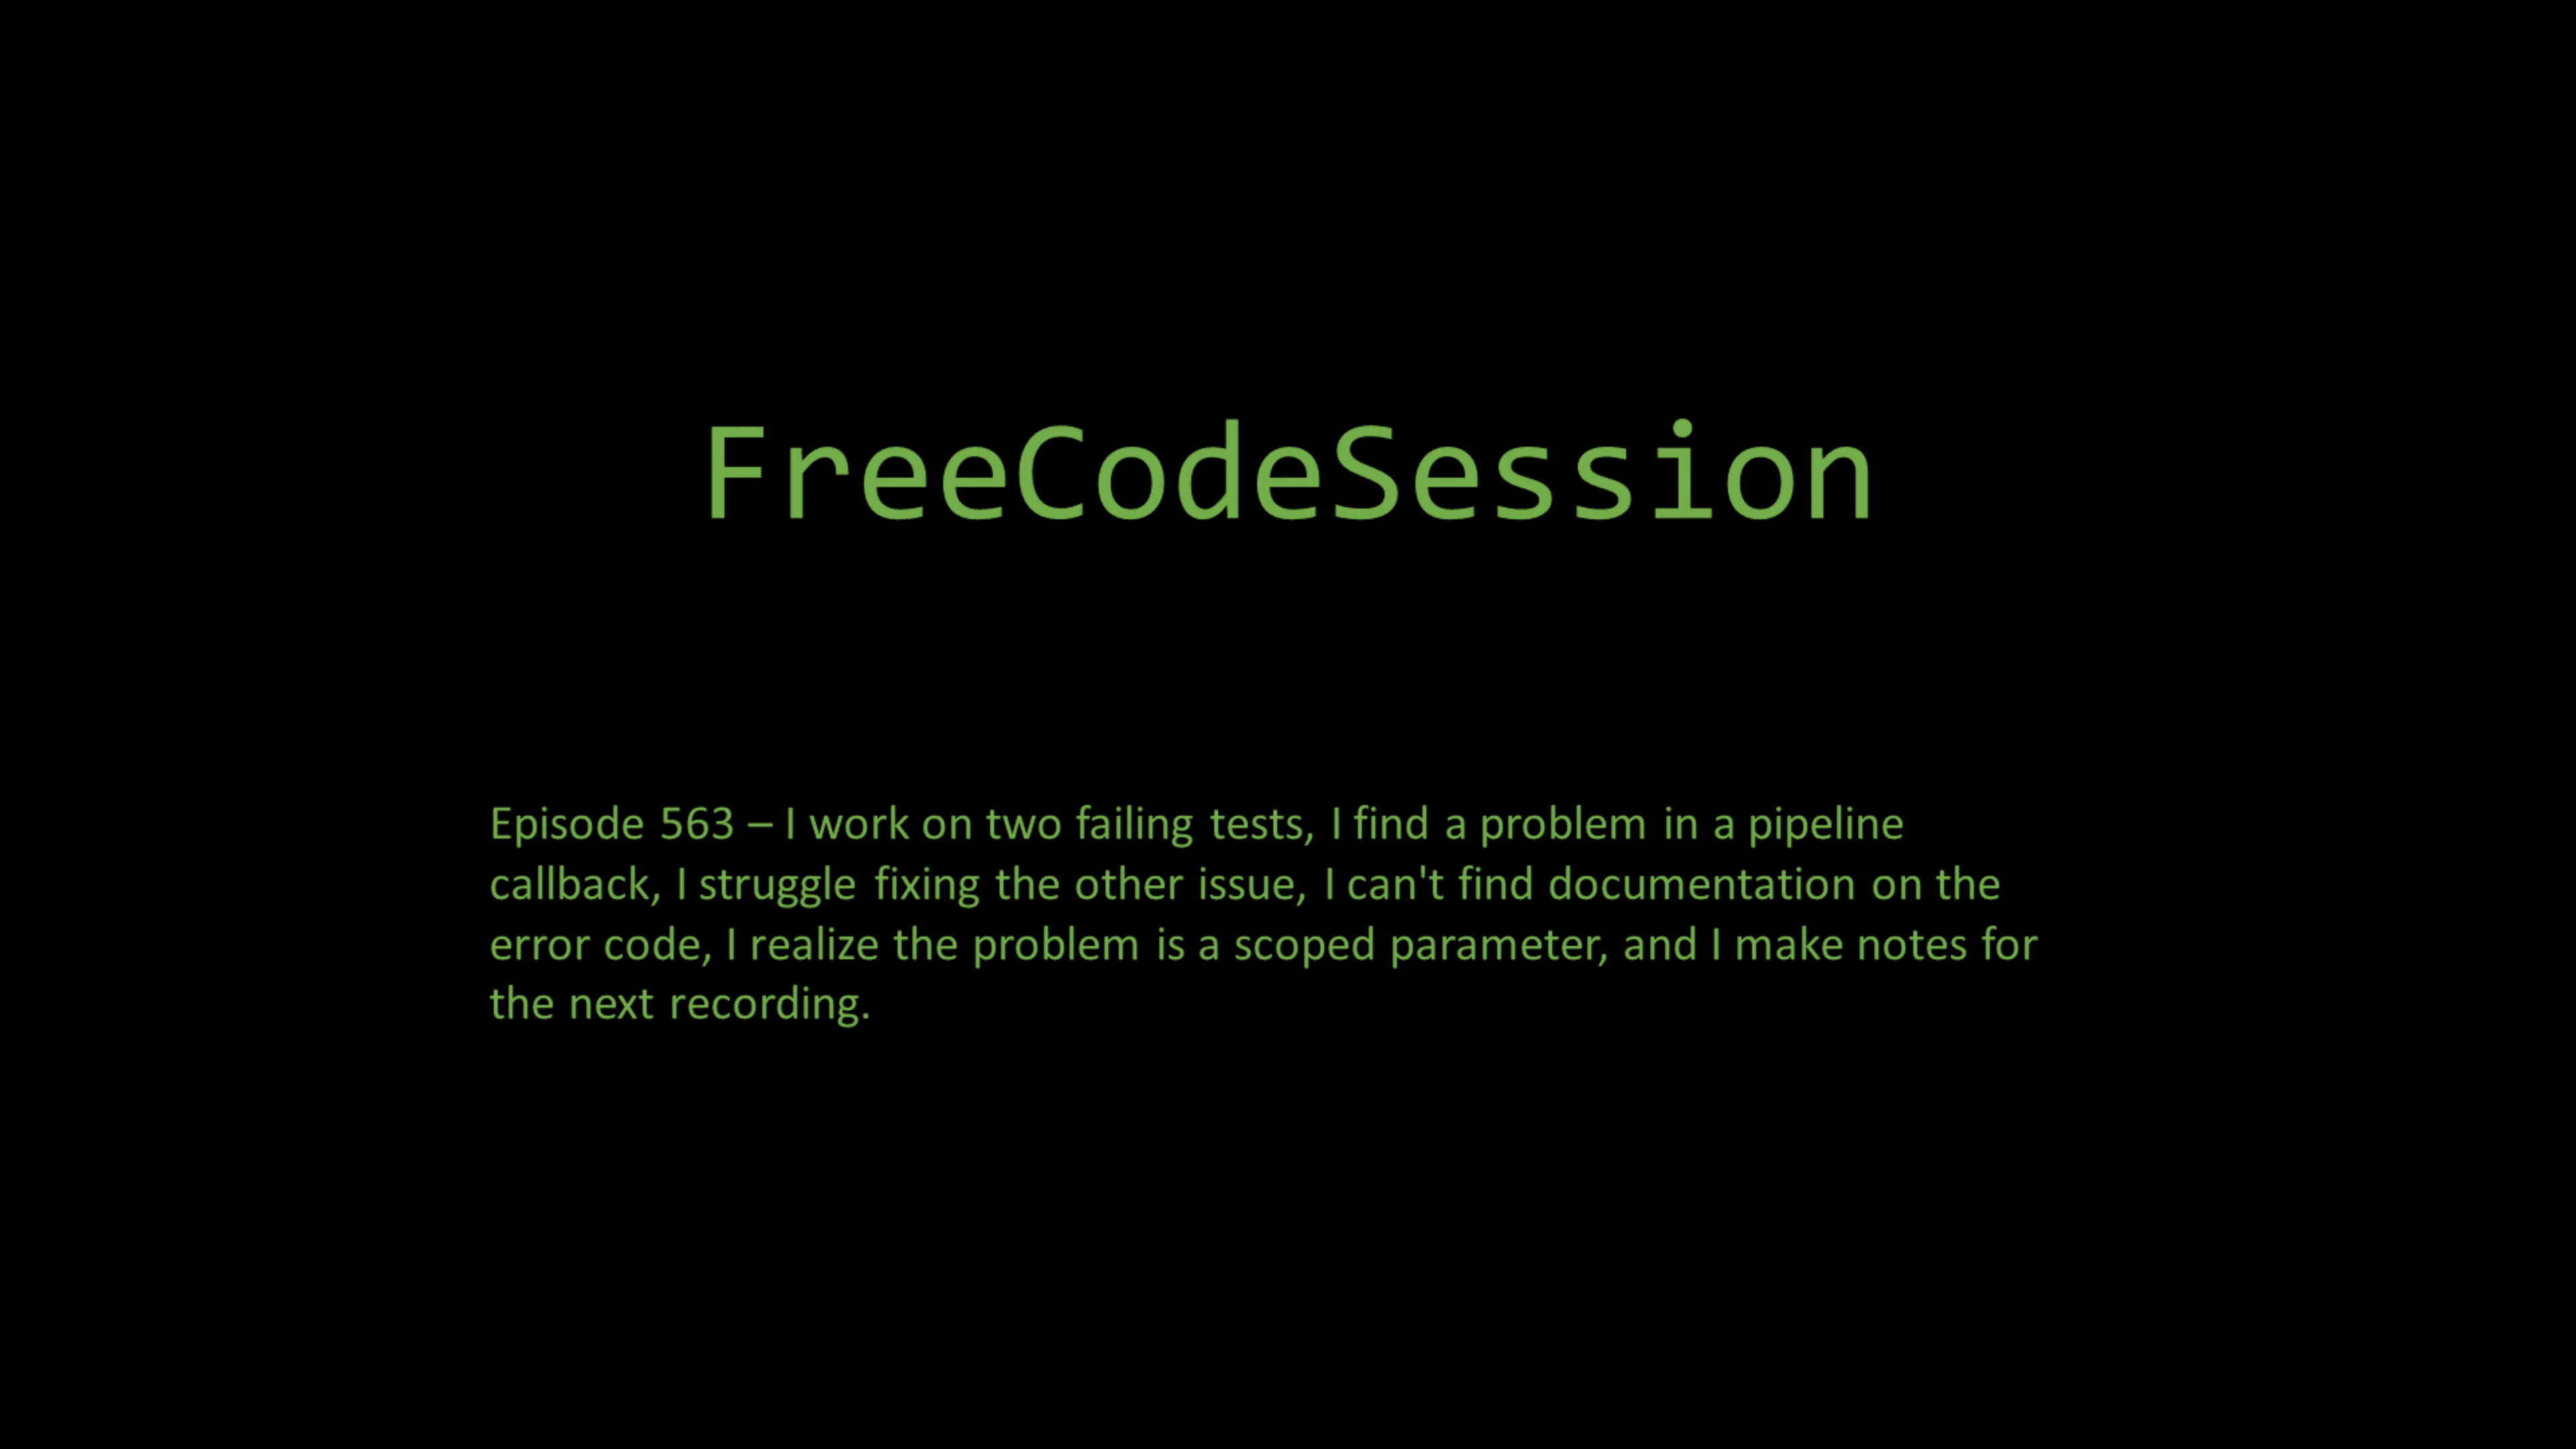 FreeCodeSession
Episode 563 – I work on two failing tests, I find a problem in a pipeline
callback, I struggle fixing the other issue, I can't find documentation on the
error code, I realize the problem is a scoped parameter, and I make notes for
the next recording.